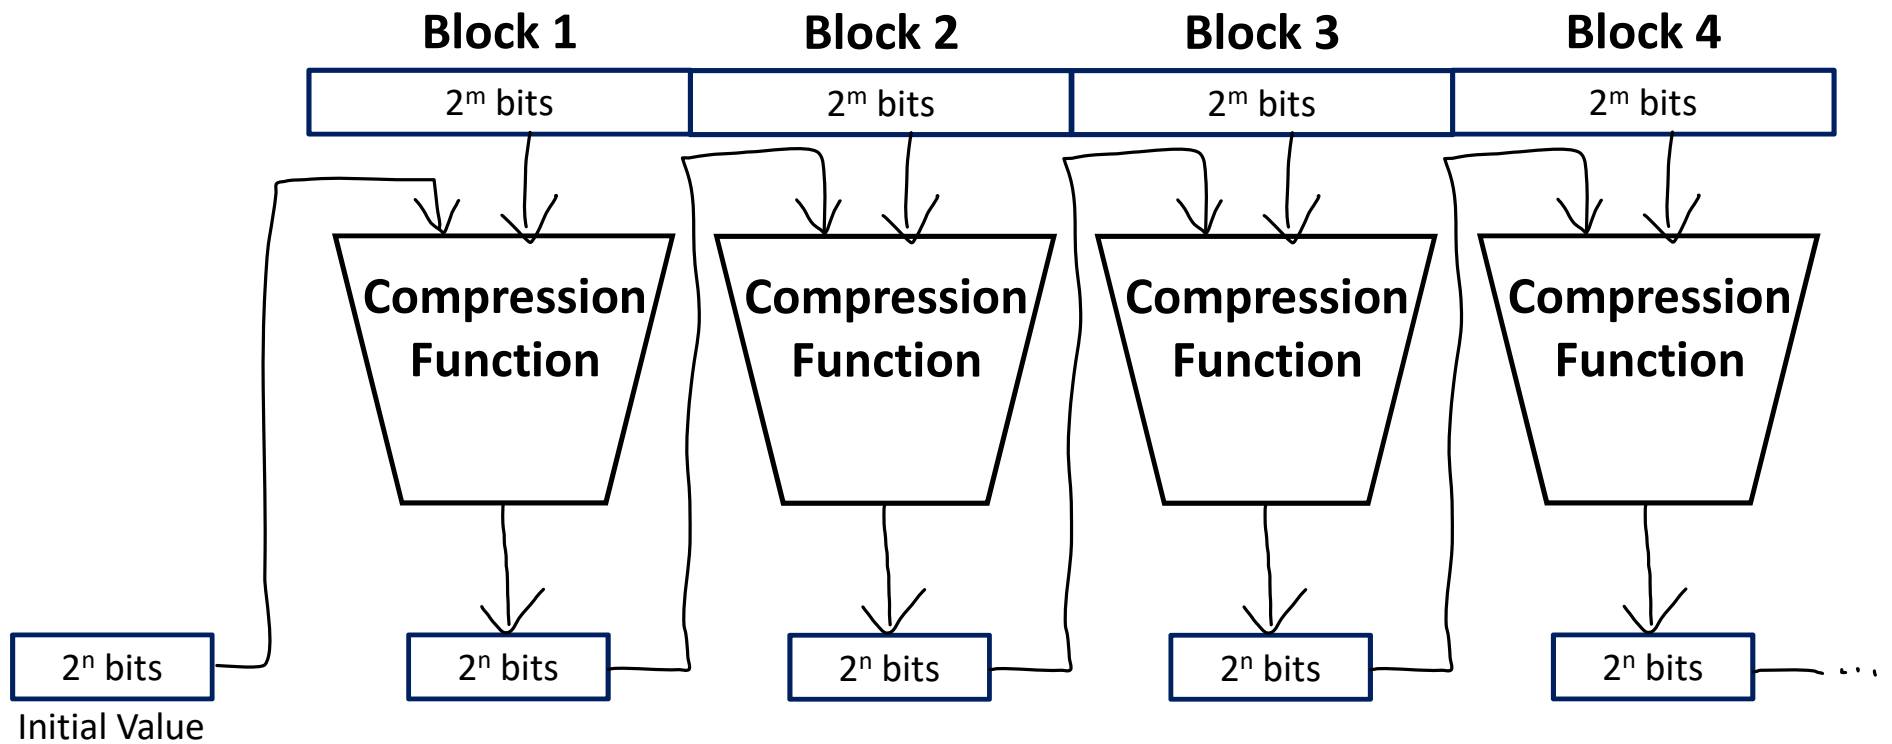 Block 1 Block 2 Block 3 Block 4
2ᵐ bits 2ᵐ bits 2ᵐ bits 2ᵐ bits
Compression Compression Compression Compression
Function Function Function Function
2ⁿ bits 2ⁿ bits 2ⁿ bits 2ⁿ bits 2ⁿ bits ...
Initial Value